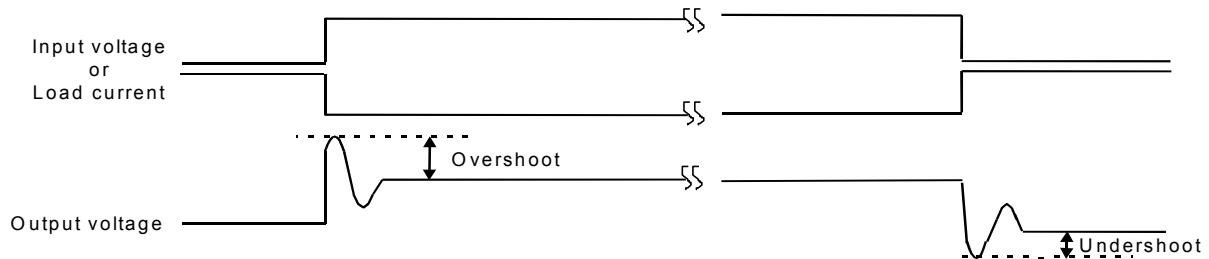 Input voltage
or
Load current
Overshoot
Output voltage
Undershoot